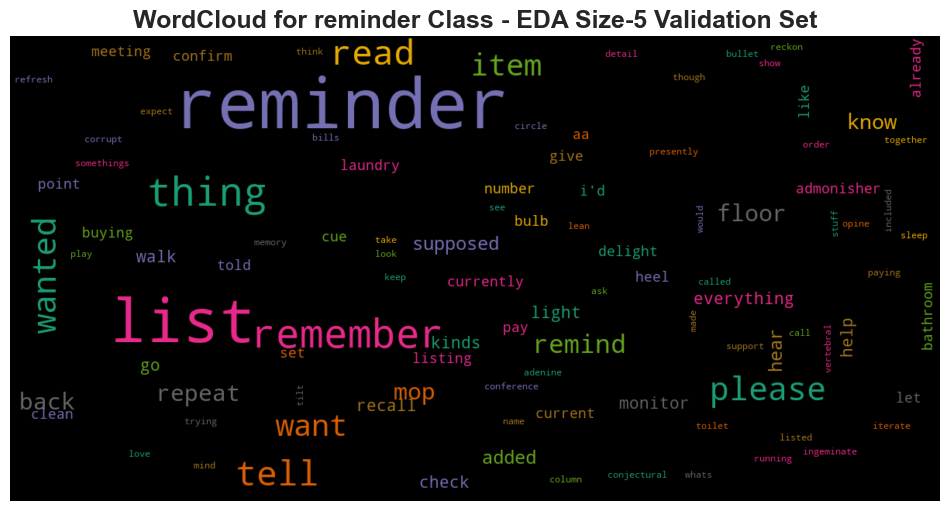 WordCloud for reminder Class - EDA Size-5 Validation Set
meeting confirm think read item detail bullet reckon show already
refresh though
reminder
expect like know
corrupt bills circle aa together
somethings laundry give presently order
point thing number i'd admonisher
see floor included
wanted buying cue take bulb lean would stuff opine sleep
play memory look supposed delight
walk told keep currently heel called paying
ask everything
list remember kinds light made bathroom
pay remind support hear call vertebral help
go set listing
adenine
back repeat tilt mop conference please let
clean recall current monitor
trying want name toilet listed iterate
love mind tell added running ingeminate
check column conjectural whats